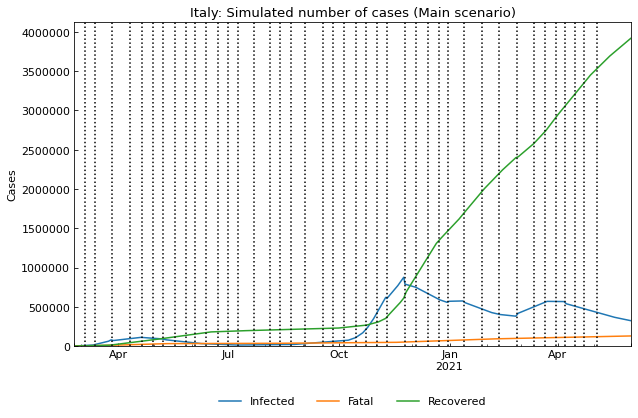 Italy: Simulated number of cases (Main scenario)
4000000
3500000
3000000
2500000
2000000
1500000
1000000
500000
0
Cases
Apr Jul Oct Jan Apr
2021
Infected Fatal Recovered